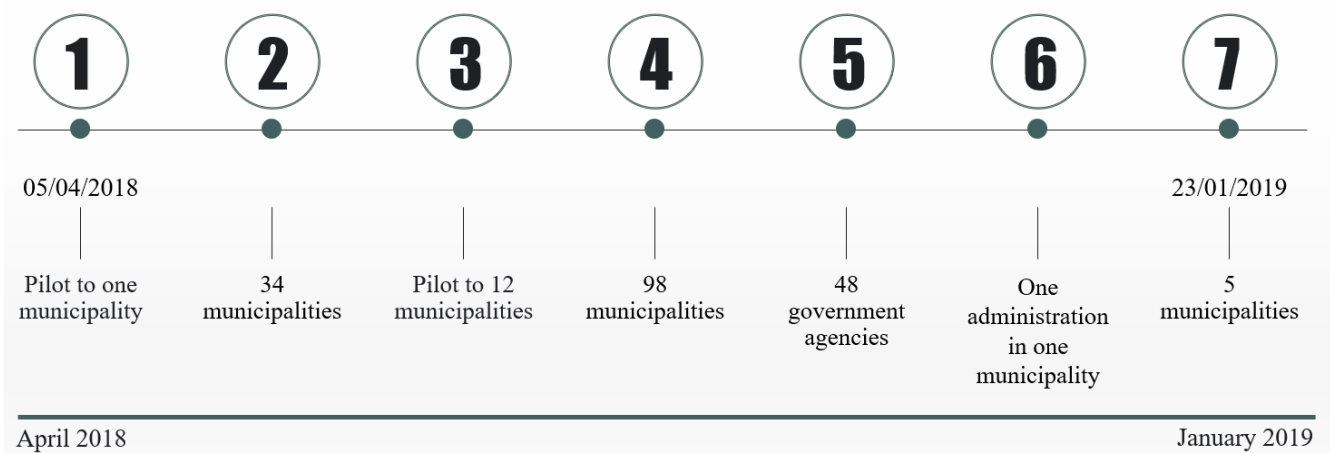 1 2 3 4 5 6 7
05/04/2018
23/01/2019
Pilot to one
municipality
34
municipalities
Pilot to 12
municipalities
98
municipalities
48
government
agencies
One
administration
in one
municipality
5
municipalities
April 2018
January 2019